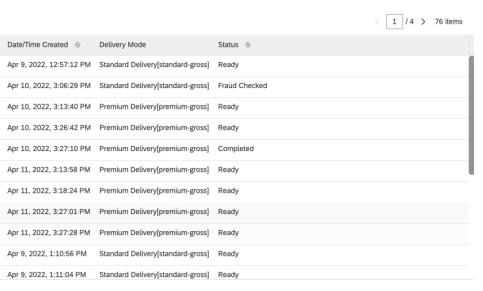 1 / 4 76 items
Date/Time Created Delivery Mode Status
Apr 9, 2022, 12:57:12 PM Standard Delivery[standard-gross] Ready
Apr 10, 2022, 3:06:29 PM Standard Delivery[standard-gross] Fraud Checked
Apr 10, 2022, 3:13:40 PM Premium Delivery[premium-gross] Ready
Apr 10, 2022, 3:26:42 PM Premium Delivery[premium-gross] Ready
Apr 10, 2022, 3:27:10 PM Premium Delivery[premium-gross] Completed
Apr 11, 2022, 3:13:58 PM Premium Delivery[premium-gross] Ready
Apr 11, 2022, 3:18:24 PM Premium Delivery[premium-gross] Ready
Apr 11, 2022, 3:27:01 PM Premium Delivery[premium-gross] Ready
Apr 11, 2022, 3:27:28 PM Premium Delivery[premium-gross] Ready
Apr 9, 2022, 1:10:56 PM Standard Delivery[standard-gross] Ready
Apr 9, 2022, 1:11:04 PM Standard Delivery[standard-gross] Ready